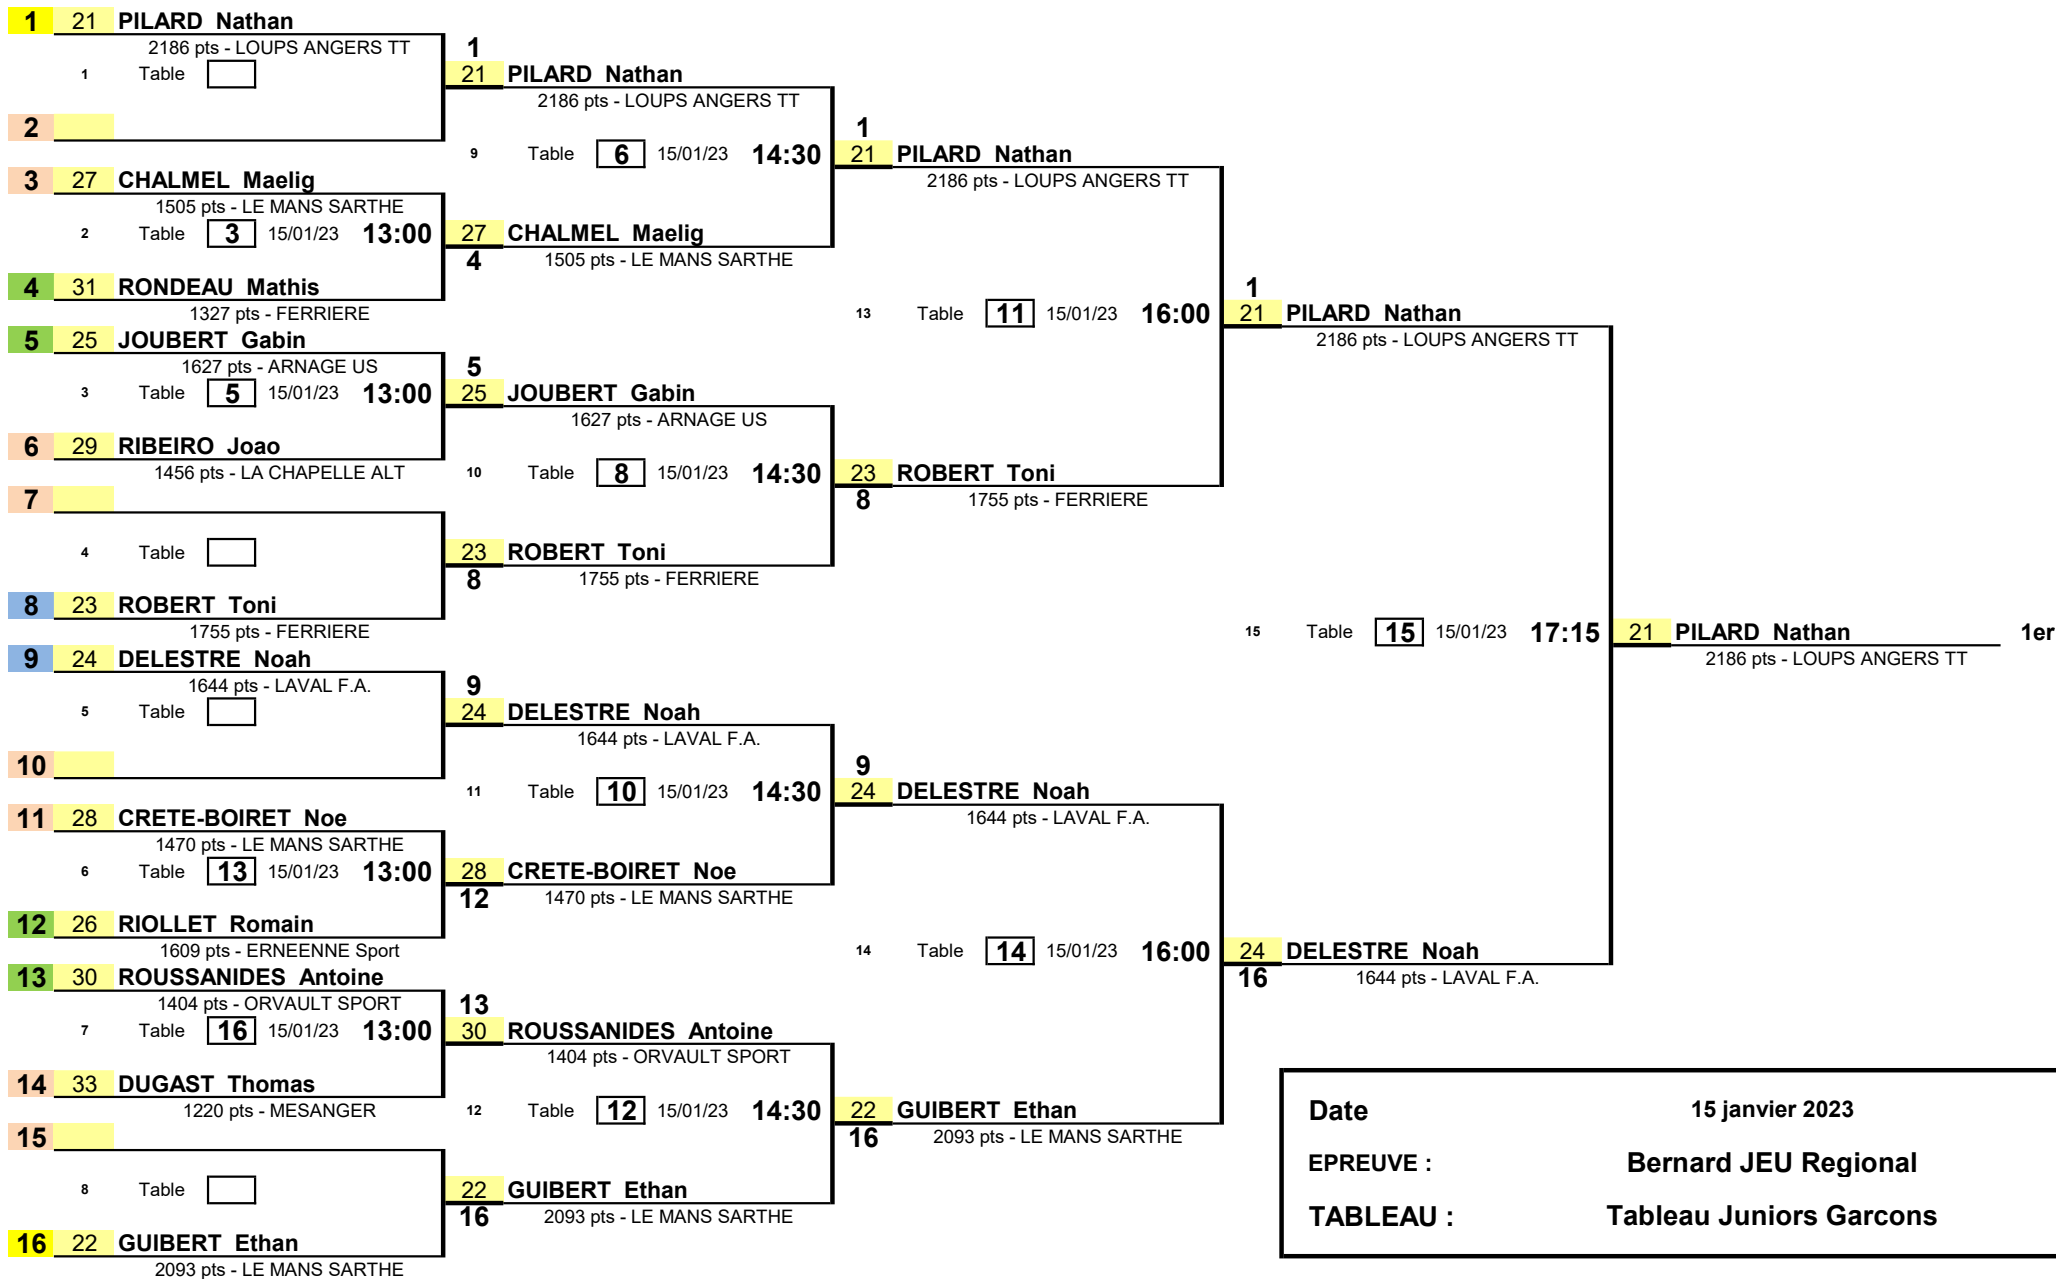 1 21 PILARD Nathan
2186 pts - LOUPS ANGERS TT
1 Table
2
3 27 CHALMEL Maelig
1505 pts - LE MANS SARTHE
2 Table 3 15/01/23 13:00
4 31 RONDEAU Mathis
1327 pts - FERRIERE
5 25 JOUBERT Gabin
1627 pts - ARNAGE US
3 Table 5 15/01/23 13:00
6 29 RIBEIRO Joao
1456 pts - LA CHAPELLE ALT
7
4 Table
8 23 ROBERT Toni
1755 pts - FERRIERE
9 24 DELESTRE Noah
1644 pts - LAVAL F.A.
5 Table
10
11 28 CRETE-BOIRET Noe
1470 pts - LE MANS SARTHE
6 Table 13 15/01/23 13:00
12 26 RIOLLET Romain
1609 pts - ERNEENNE Sport
13 30 ROUSSANIDES Antoine
1404 pts - ORVAULT SPORT
7 Table 16 15/01/23 13:00
14 33 DUGAST Thomas
1220 pts - MESANGER
15
8 Table
16 22 GUIBERT Ethan
2093 pts - LE MANS SARTHE
1
21 PILARD Nathan
2186 pts - LOUPS ANGERS TT
9 Table 6 15/01/23 14:30
27 CHALMEL Maelig
4 1505 pts - LE MANS SARTHE
5
25 JOUBERT Gabin
1627 pts - ARNAGE US
10 Table 8 15/01/23 14:30
23 ROBERT Toni
8 1755 pts - FERRIERE
9
24 DELESTRE Noah
1644 pts - LAVAL F.A.
11 Table 10 15/01/23 14:30
28 CRETE-BOIRET Noe
12 1470 pts - LE MANS SARTHE
13
30 ROUSSANIDES Antoine
1404 pts - ORVAULT SPORT
12 Table 12 15/01/23 14:30
22 GUIBERT Ethan
16 2093 pts - LE MANS SARTHE
1
21 PILARD Nathan
2186 pts - LOUPS ANGERS TT
13 Table 11 15/01/23 16:00
23 ROBERT Toni
8 1755 pts - FERRIERE
9
24 DELESTRE Noah
1644 pts - LAVAL F.A.
14 Table 14 15/01/23 16:00
22 GUIBERT Ethan
16 2093 pts - LE MANS SARTHE
1
21 PILARD Nathan
2186 pts - LOUPS ANGERS TT
15 Table 15 15/01/23 17:15
24 DELESTRE Noah
16 1644 pts - LAVAL F.A.
21 PILARD Nathan 1er
2186 pts - LOUPS ANGERS TT
Date 15 janvier 2023
EPREUVE : Bernard JEU Regional
TABLEAU : Tableau Juniors Garcons